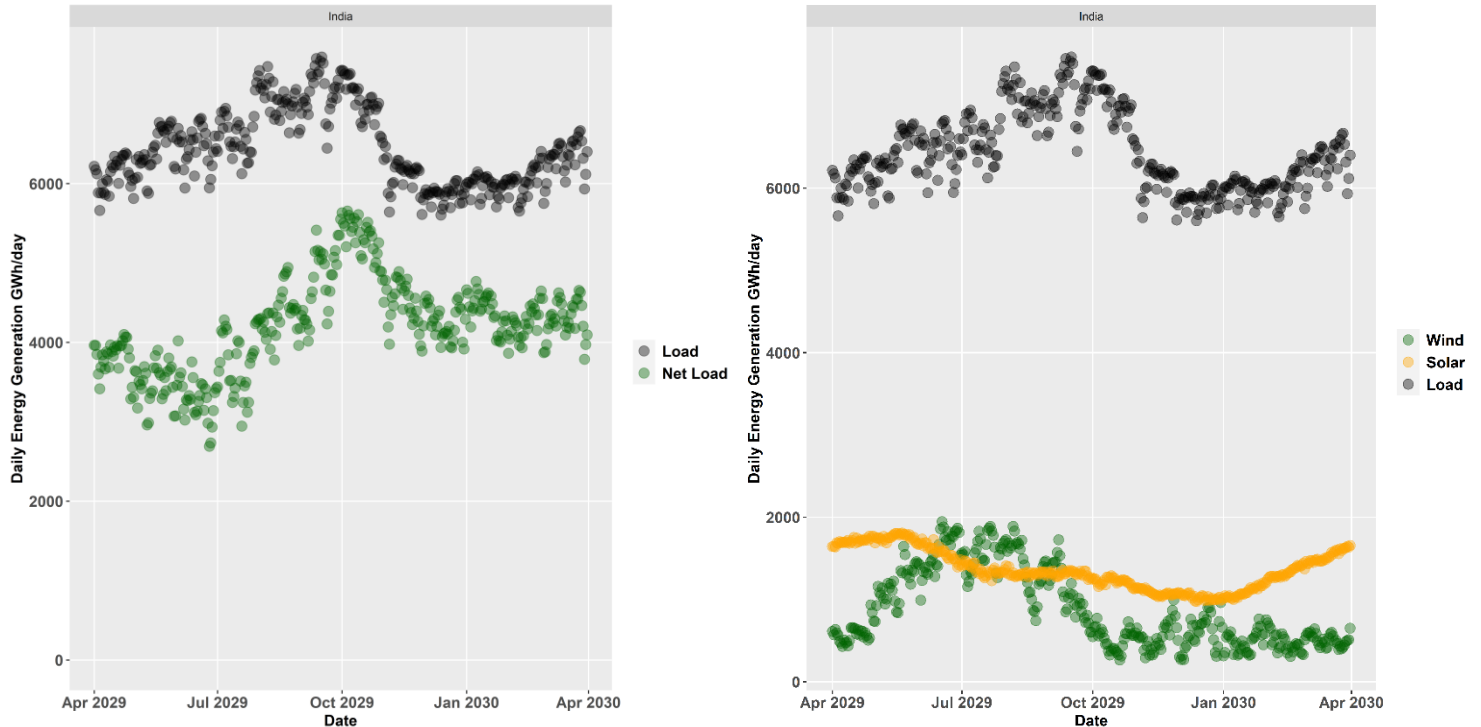 India
Daily Energy Generation GWh/day
6000
4000
2000
0
Apr 2029
Jul 2029
Oct 2029
Jan 2030
Apr 2030
Date
Load
Net Load
India
Daily Energy Generation GWh/day
6000
4000
2000
0
Apr 2029
Jul 2029
Oct 2029
Jan 2030
Apr 2030
Date
Wind
Solar
Load